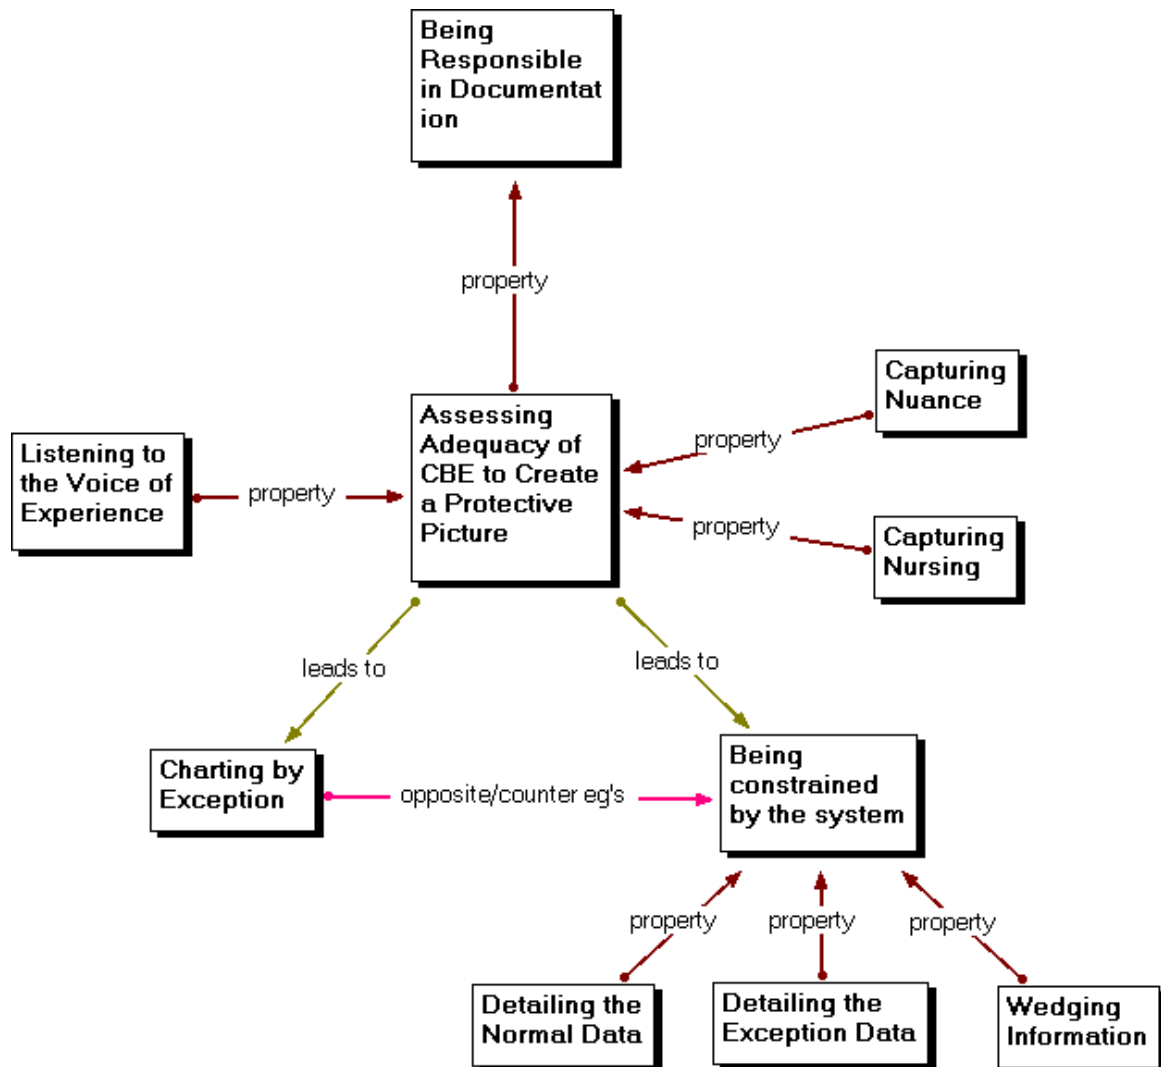 Being
Responsible
in Documentat
ion
property
Assessing
Adequacy of
CBE to Create
a Protective
Picture
Capturing
Nuance
property
Listening to
the Voice of
Experience
property
property
Capturing
Nursing
leads to
leads to
Charting by
Exception
opposite/counter eg's
Being
constrained
by the system
property
property
property
Detailing the
Normal Data
Detailing the
Exception Data
Wedging
Information